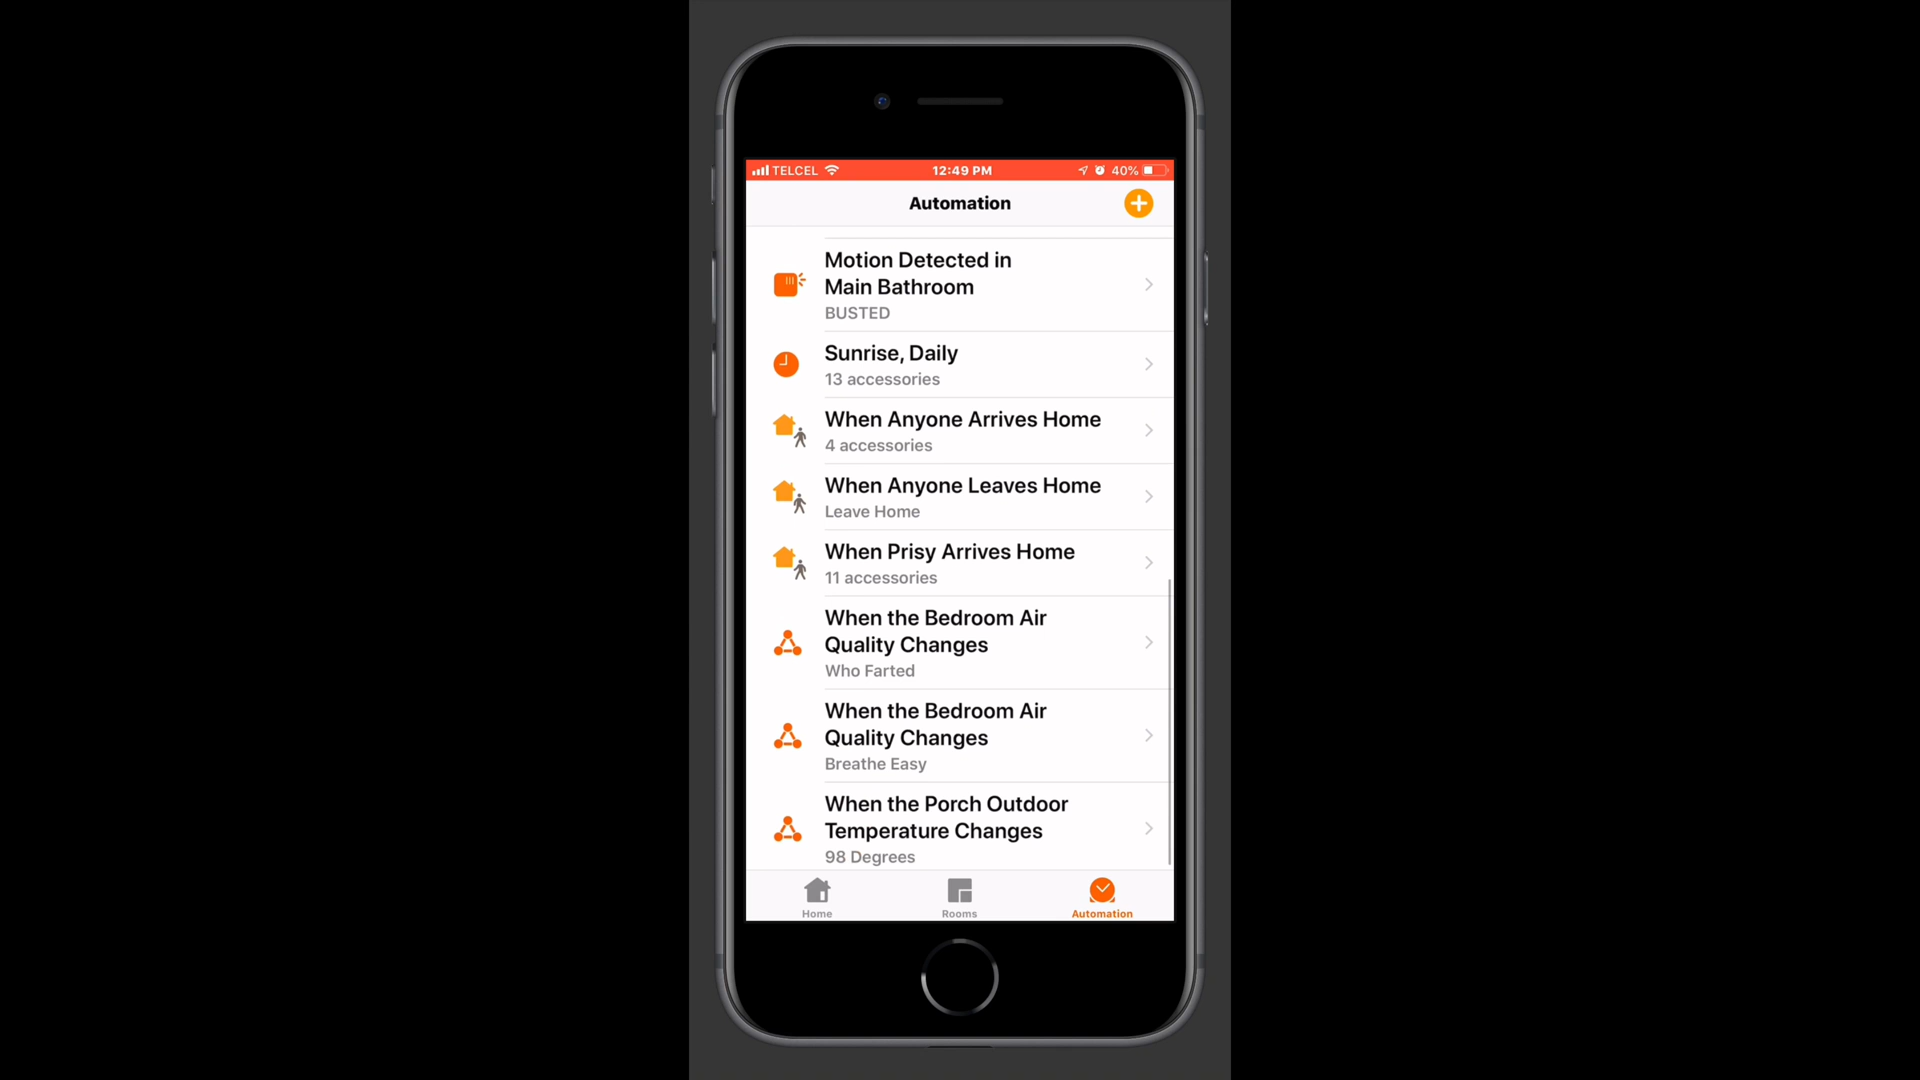 TELCEL 12:49 PM 40%
Automation
Motion Detected in
Main Bathroom
BUSTED
Sunrise, Daily
13 accessories
When Anyone Arrives Home
4 accessories
When Anyone Leaves Home
Leave Home
When Prisy Arrives Home
11 accessories
When the Bedroom Air
Quality Changes
Who Farted
When the Bedroom Air
Quality Changes
Breathe Easy
When the Porch Outdoor
Temperature Changes
98 Degrees
Home Rooms Automation